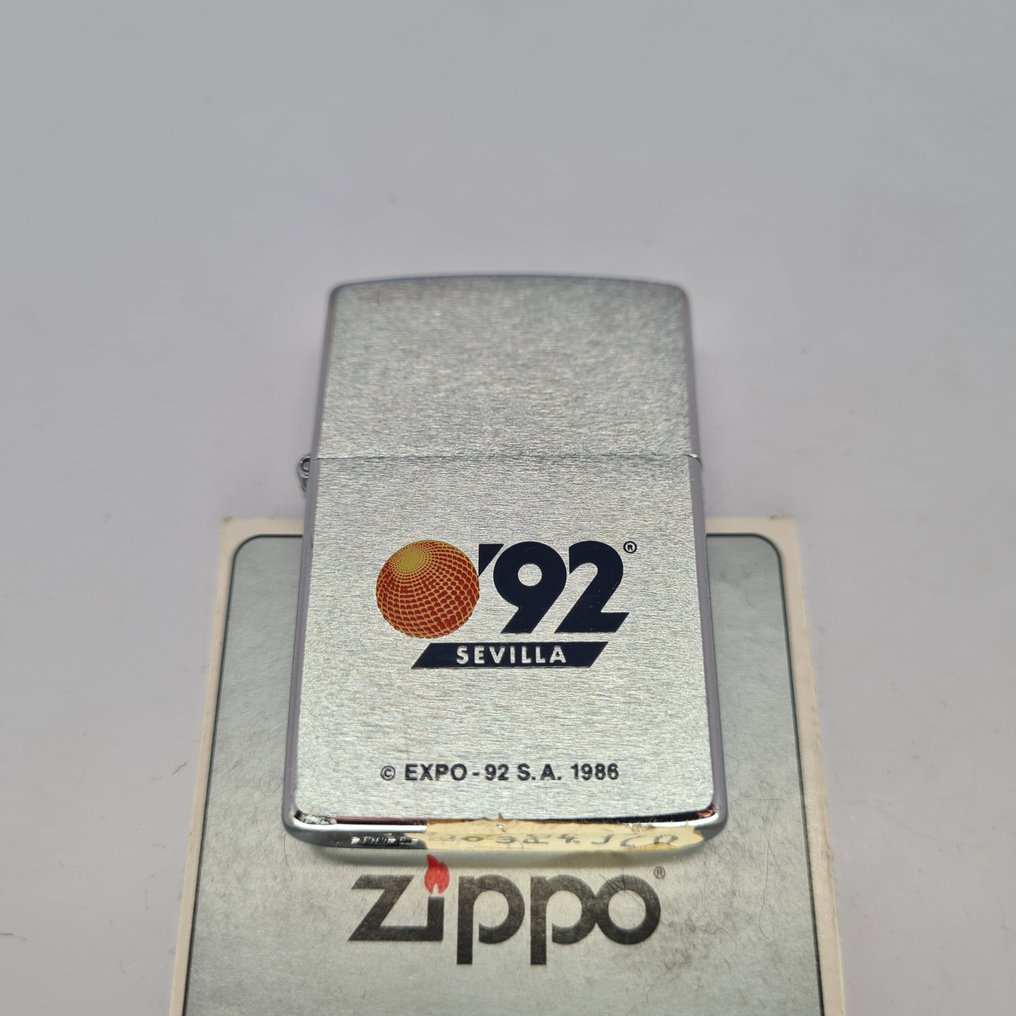 '92®
SEVILLA
© EXPO - 92 S.A. 1986
zippo®